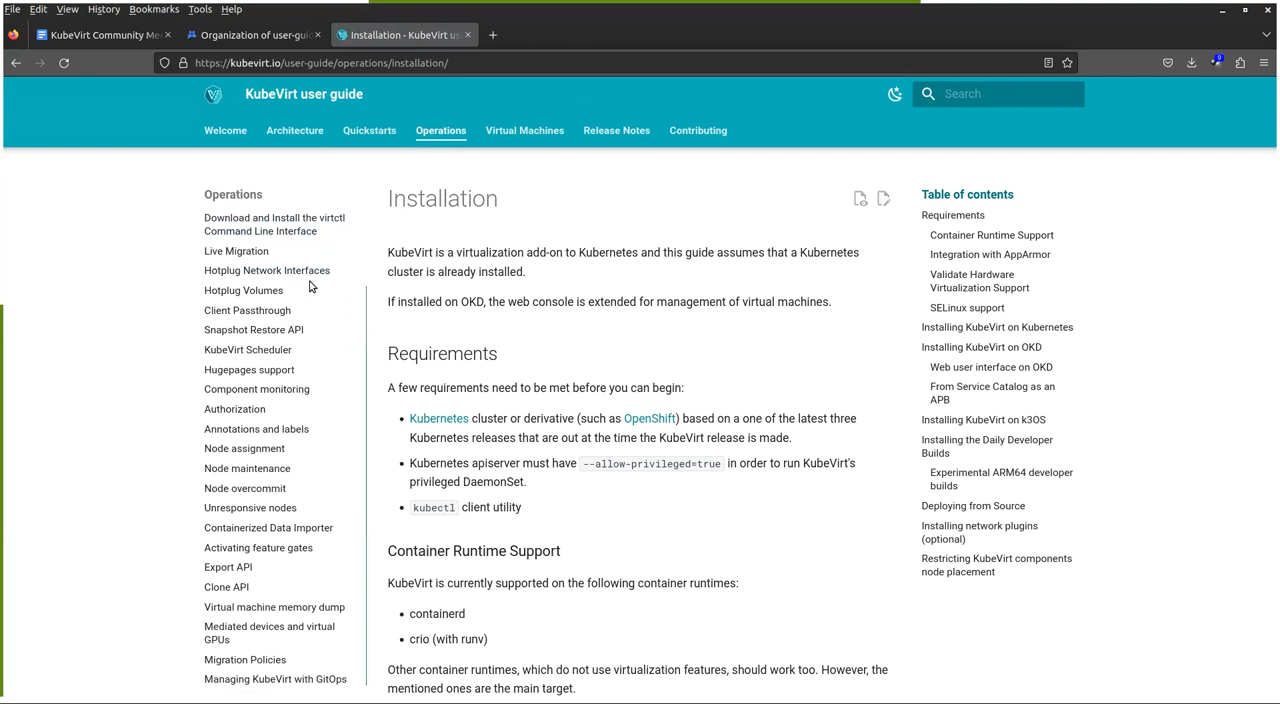 File Edit View History Bookmarks Tools Help
KubeVirt Community Me
Organization of user-guid
Installation - KubeVirt us
https://kubevirt.io/user-guide/operations/installation/
0
KubeVirt user guide
Search
Welcome Architecture Quickstarts Operations Virtual Machines Release Notes Contributing
Operations
Download and Install the virtctl
Command Line Interface
Live Migration
Hotplug Network Interfaces
Hotplug Volumes
Client Passthrough
Snapshot Restore API
KubeVirt Scheduler
Hugepages support
Component monitoring
Authorization
Annotations and labels
Node assignment
Node maintenance
Node overcommit
Unresponsive nodes
Containerized Data Importer
Activating feature gates
Export API
Clone API
Virtual machine memory dump
Mediated devices and virtual
GPUs
Migration Policies
Managing KubeVirt with GitOps
Installation
KubeVirt is a virtualization add-on to Kubernetes and this guide assumes that a Kubernetes
cluster is already installed.
If installed on OKD, the web console is extended for management of virtual machines.
Requirements
A few requirements need to be met before you can begin:
• Kubernetes cluster or derivative (such as OpenShift) based on a one of the latest three
Kubernetes releases that are out at the time the KubeVirt release is made.
• Kubernetes apiserver must have --allow-privileged=true in order to run KubeVirt's
privileged DaemonSet.
• kubectl client utility
Container Runtime Support
KubeVirt is currently supported on the following container runtimes:
• containerd
• crio (with runv)
Other container runtimes, which do not use virtualization features, should work too. However, the
mentioned ones are the main target.
Table of contents
Requirements
Container Runtime Support
Integration with AppArmor
Validate Hardware
Virtualization Support
SELinux support
Installing KubeVirt on Kubernetes
Installing KubeVirt on OKD
Web user interface on OKD
From Service Catalog as an
APB
Installing KubeVirt on k3OS
Installing the Daily Developer
Builds
Experimental ARM64 developer
builds
Deploying from Source
Installing network plugins
(optional)
Restricting KubeVirt components
node placement